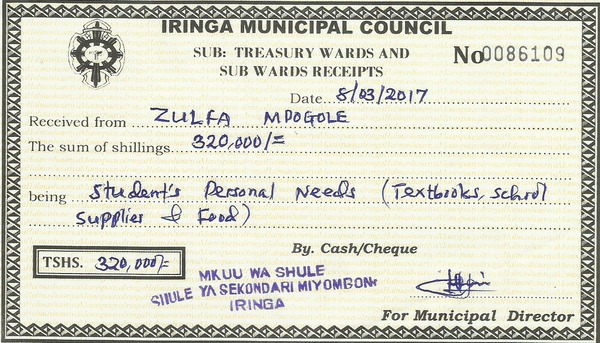 IRINGA MUNICIPAL COUNCIL
SUB: TREASURY WARDS AND
SUB WARDS RECEIPTS
No 0086109
Date 8/03/2017
Received from ZULFA MPOGOLE
The sum of shillings 320,000/=
being Student's Personal Needs (Textbooks, school
Supplies & Food)
By. Cash/Cheque
TSHS. 320,000/=
MKUU WA SHULE
SHULE YA SEKONDARI MIYOMBONI
IRINGA
For Municipal Director